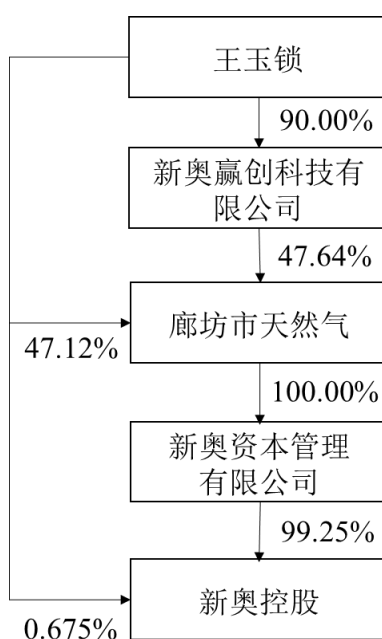 王玉锁
90.00%
新奥赢创科技有
限公司
47.64%
廊坊市天然气
47.12%
100.00%
新奥资本管理
有限公司
99.25%
新奥控股
0.675%